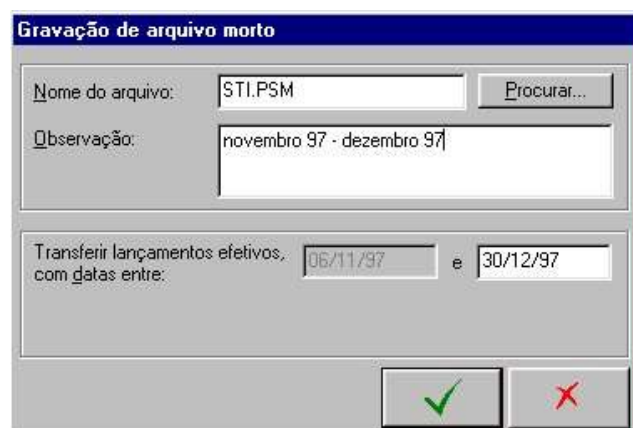 Gravação de arquivo morto
Nome do arquivo: STI.PSM Procurar...
Observação: novembro 97 - dezembro 97
Transferir lançamentos efetivos,
com datas entre: 06/11/97 e 30/12/97